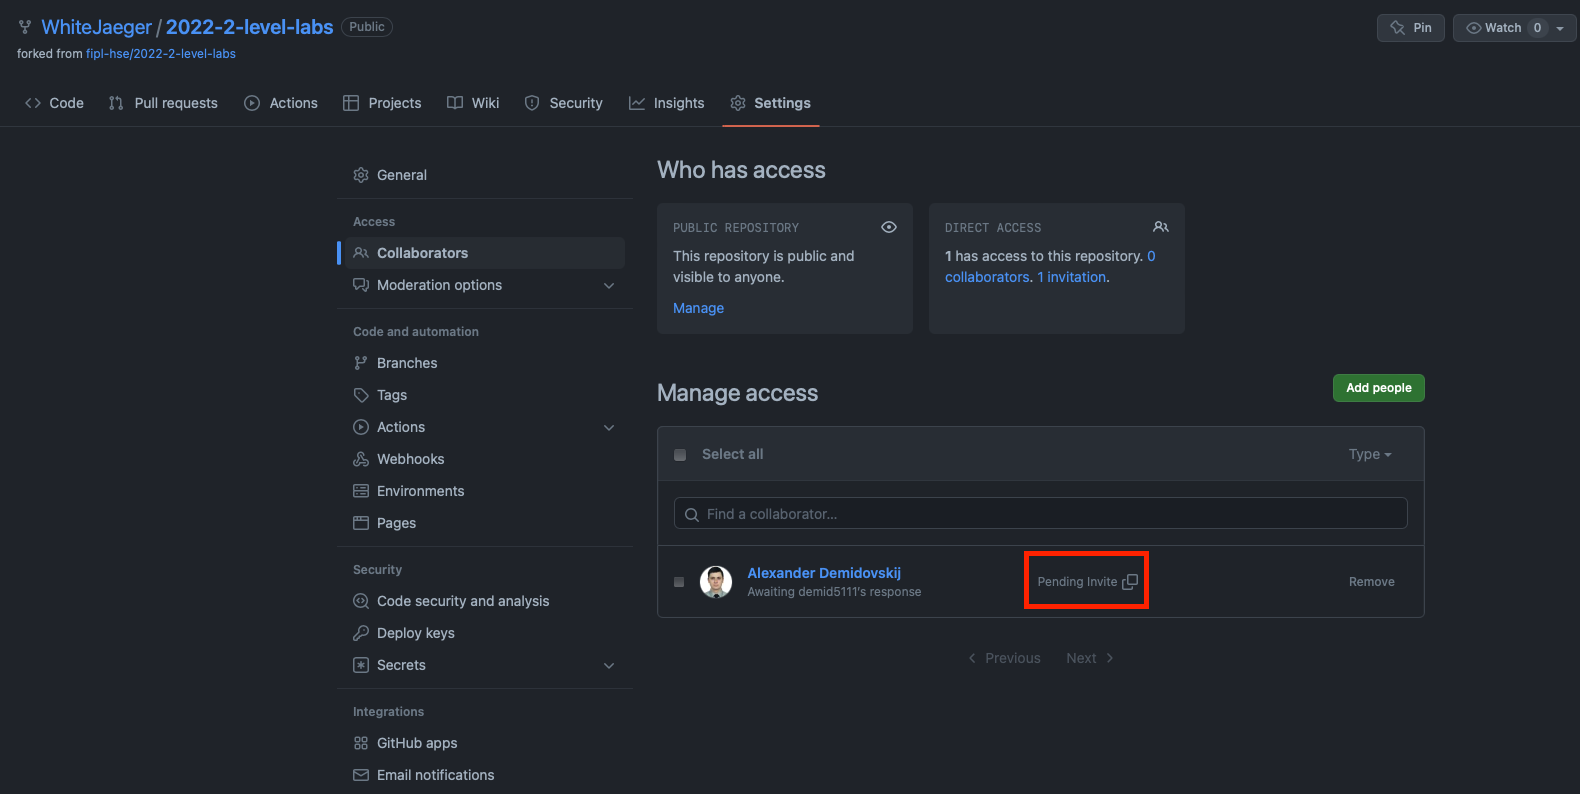 WhiteJaeger / 2022-2-level-labs Public
Pin
Watch 0
forked from fipl-hse/2022-2-level-labs
Code
Pull requests
Actions
Projects
Wiki
Security
Insights
Settings
General
Access
Collaborators
Moderation options
Code and automation
Branches
Tags
Actions
Webhooks
Environments
Pages
Security
Code security and analysis
Deploy keys
Secrets
Integrations
GitHub apps
Email notifications
Who has access
PUBLIC REPOSITORY
This repository is public and
visible to anyone.
Manage
DIRECT ACCESS
1 has access to this repository. 0
collaborators. 1 invitation.
Manage access
Add people
Select all
Type
Find a collaborator...
Alexander Demidovskij
Awaiting demid5111's response
Pending Invite
Remove
Previous
Next